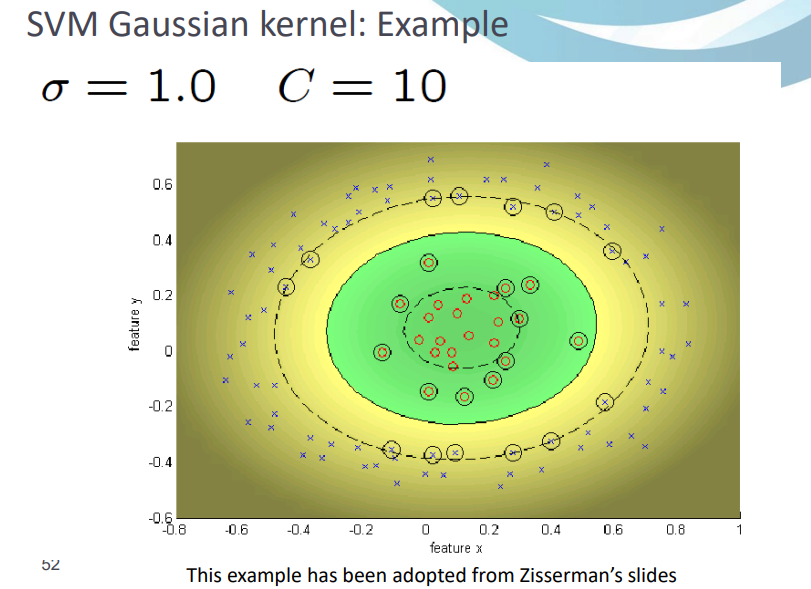 SVM Gaussian kernel: Example
σ = 1.0 C = 10
0.6
0.4
0.2
0
-0.2
-0.4
-0.6
feature y
-0.8 -0.6 -0.4 -0.2 0 0.2 0.4 0.6 0.8 1
feature x
52
This example has been adopted from Zisserman's slides